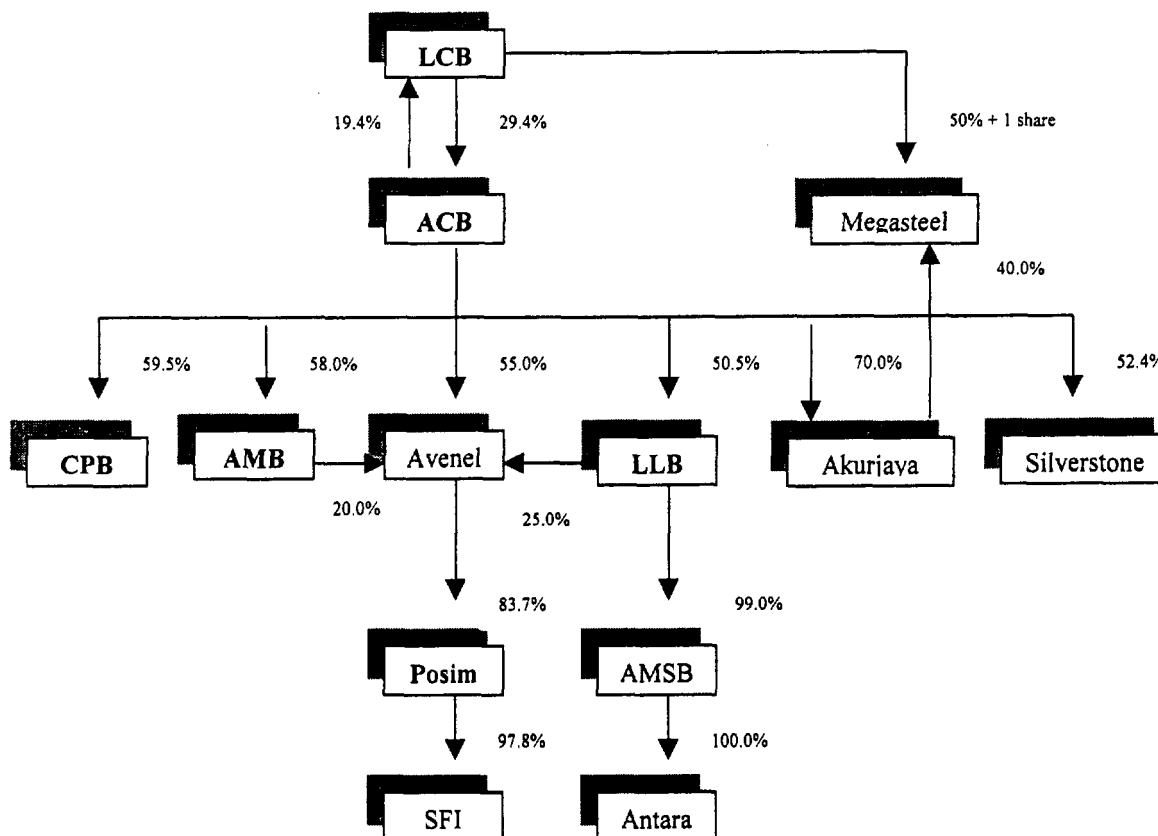 LCB
19.4%
29.4%
50% + 1 share
ACB
Megasteel
40.0%
59.5%
58.0%
55.0%
50.5%
70.0%
52.4%
CPB
AMB
Avenel
LLB
Akurjaya
Silverstone
20.0%
25.0%
83.7%
99.0%
Posim
AMSB
97.8%
100.0%
SFI
Antara